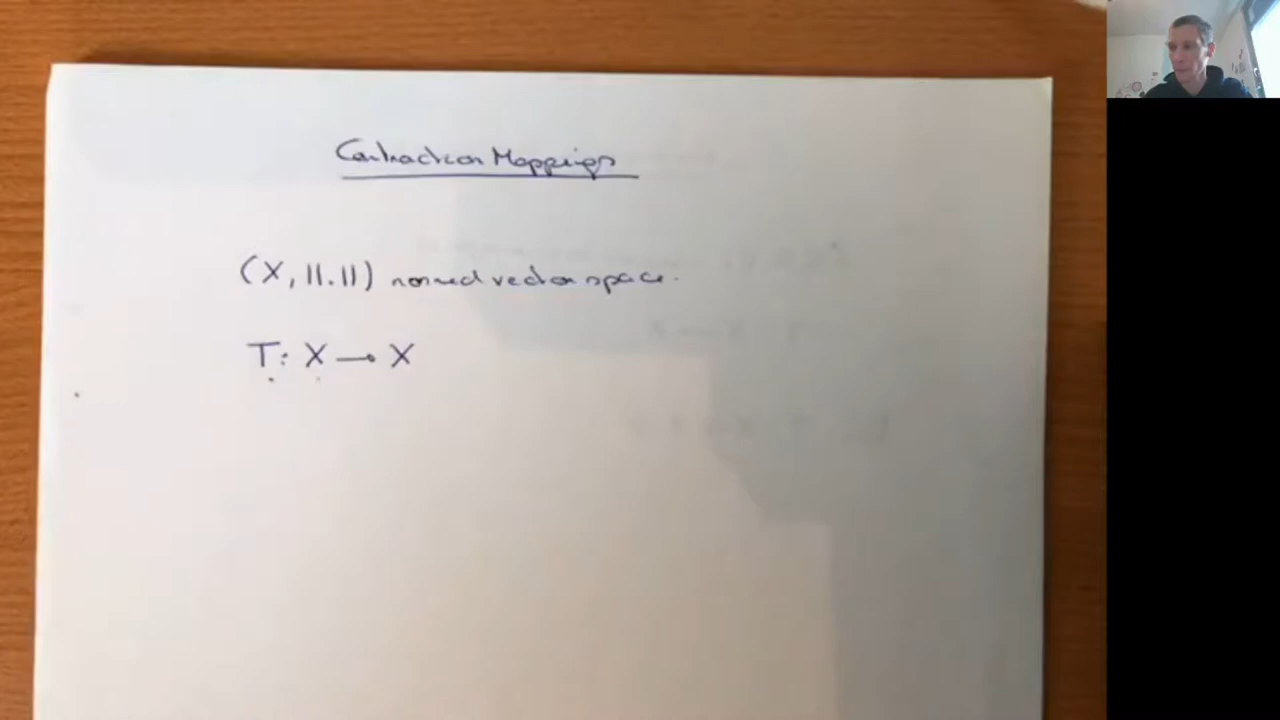 Contraction Mappings
(X, ||.||) normed vector space.
T: X → X